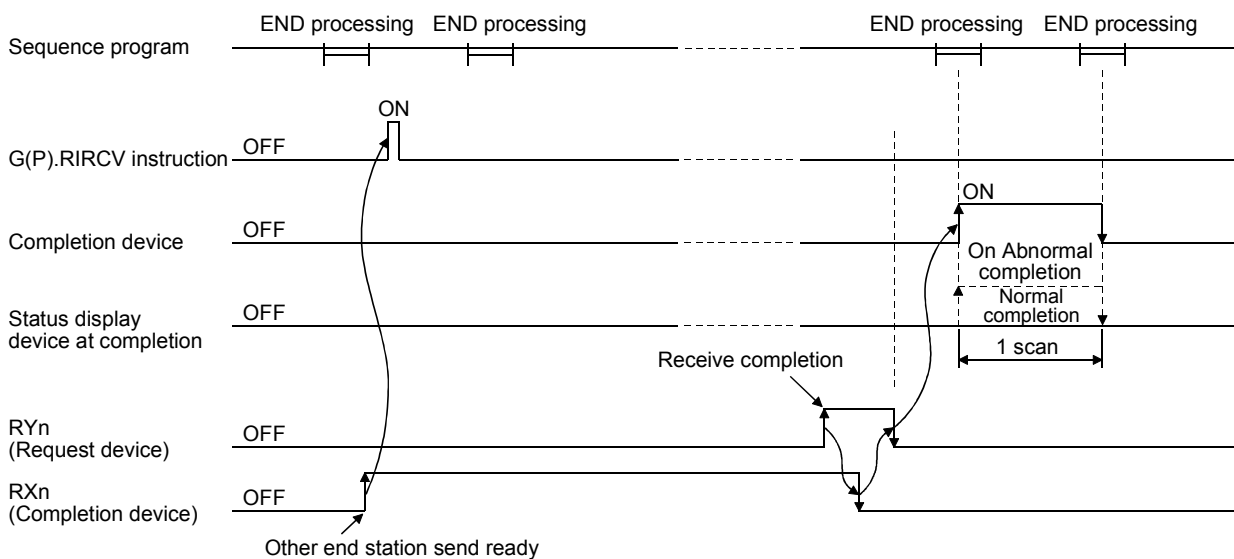 END processing
END processing
END processing
END processing
Sequence program
ON
G(P).RIRCV instruction
OFF
ON
Completion device
OFF
On Abnormal
completion
Status display
device at completion
OFF
Normal
completion
1 scan
Receive completion
RYn
(Request device)
OFF
RXn
(Completion device)
OFF
Other end station send ready